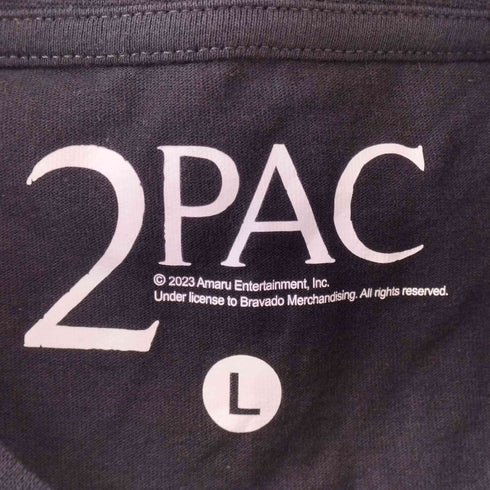 2PAC
© 2023 Amaru Entertainment, Inc.
Under license to Bravado Merchandising. All rights reserved.
L